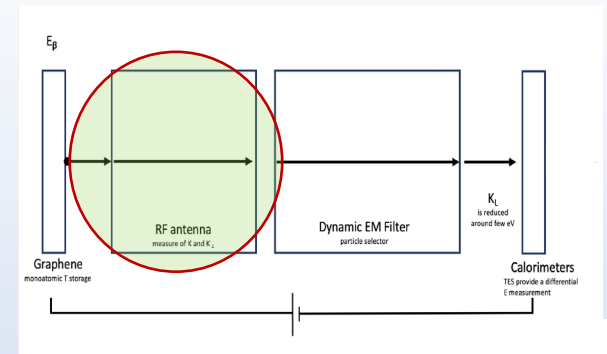 Eβ
RF antenna
measure of K and K⊥
Graphene
monoatomic T storage
Dynamic EM Filter
particle selector
KL
is reduced
around few eV
Calorimeters
TES provide a differential
E measurement